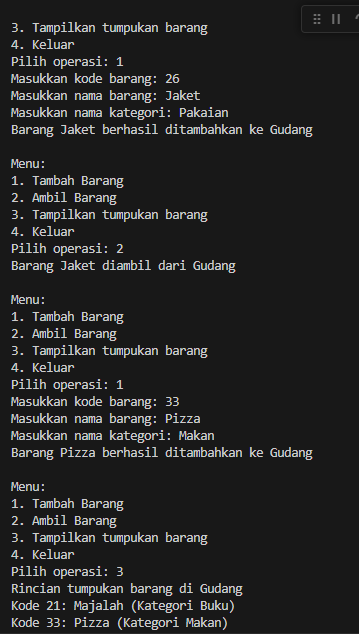 3. Tampilkan tumpukan barang
4. Keluar
Pilih operasi: 1
Masukkan kode barang: 26
Masukkan nama barang: Jaket
Masukkan nama kategori: Pakaian
Barang Jaket berhasil ditambahkan ke Gudang

Menu:
1. Tambah Barang
2. Ambil Barang
3. Tampilkan tumpukan barang
4. Keluar
Pilih operasi: 2
Barang Jaket diambil dari Gudang

Menu:
1. Tambah Barang
2. Ambil Barang
3. Tampilkan tumpukan barang
4. Keluar
Pilih operasi: 1
Masukkan kode barang: 33
Masukkan nama barang: Pizza
Masukkan nama kategori: Makan
Barang Pizza berhasil ditambahkan ke Gudang

Menu:
1. Tambah Barang
2. Ambil Barang
3. Tampilkan tumpukan barang
4. Keluar
Pilih operasi: 3
Rincian tumpukan barang di Gudang
Kode 21: Majalah (Kategori Buku)
Kode 33: Pizza (Kategori Makan)